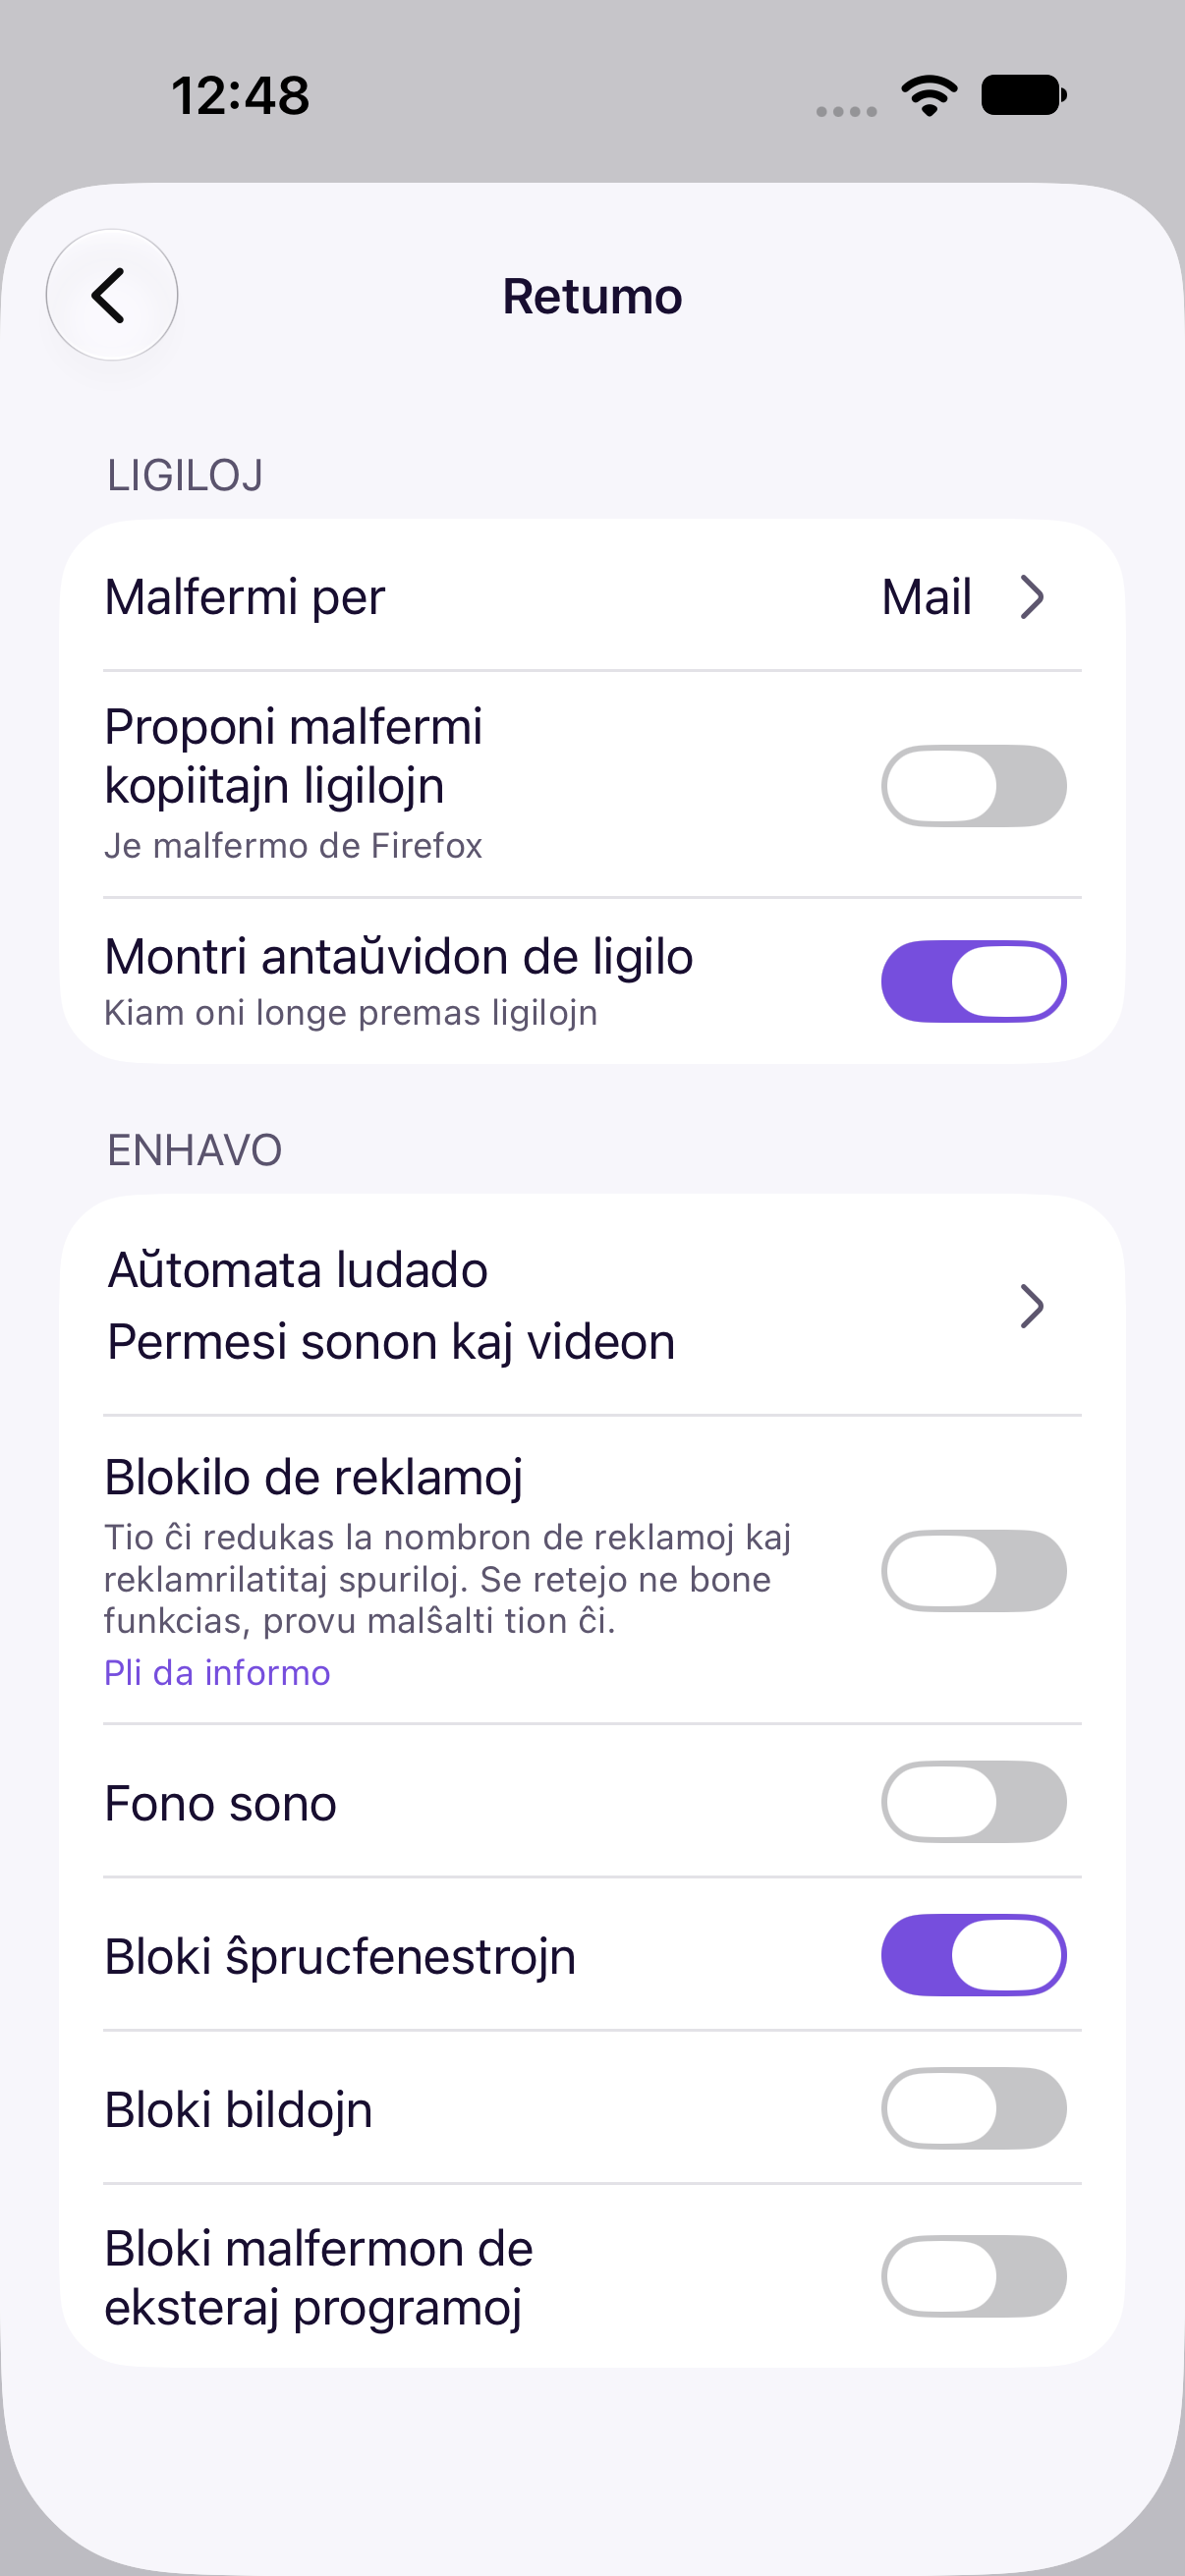 12:48
Retumo
LIGILOJ
Malfermi per
Mail
Proponi malfermi
kopiitajn ligilojn
Je malfermo de Firefox
Montri antaŭvidon de ligilo
Kiam oni longe premas ligilojn
ENHAVO
Aŭtomata ludado
Permesi sonon kaj videon
Blokilo de reklamoj
Tio ĉi redukas la nombron de reklamoj kaj
reklamrilatitaj spuriloj. Se retejo ne bone
funkcias, provu malŝalti tion ĉi.
Pli da informo
Fono sono
Bloki ŝprucfenestrojn
Bloki bildojn
Bloki malfermon de
eksteraj programoj